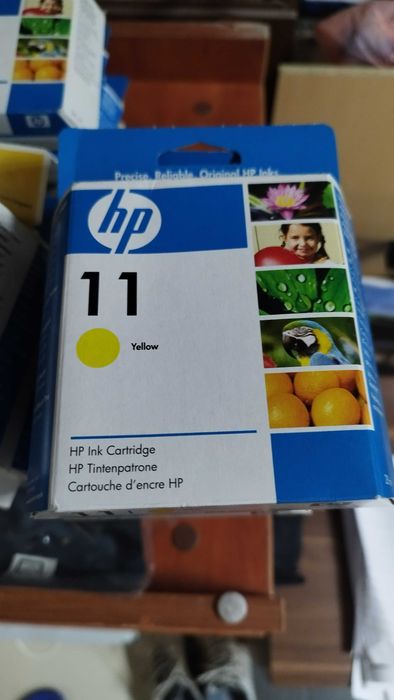 Precise, Reliable, Original HP Inks
hp
11
Yellow
HP Ink Cartridge
HP Tintenpatrone
Cartouche d'encre HP